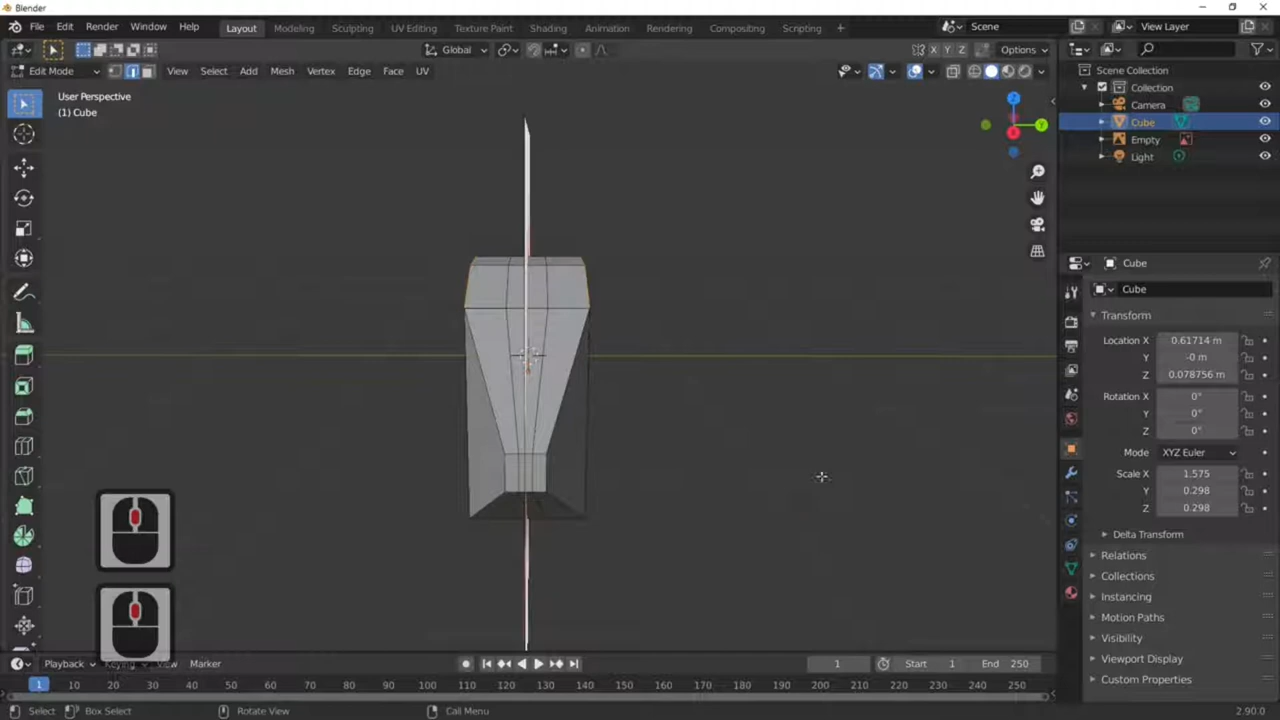 Blender
File Edit Render Window Help Layout Modeling Sculpting UV Editing Texture Paint Shading Animation Rendering Compositing Scripting + Scene View Layer
Global X Y Z Options
Edit Mode View Select Add Mesh Vertex Edge Face UV
User Perspective
(1) Cube
Z
Y
Scene Collection
Collection
Camera
Cube
Empty
Light
Cube
Cube
Transform
Location X 0.61714 m
Y -0 m
Z 0.078756 m
Rotation X 0°
Y 0°
Z 0°
Mode XYZ Euler
Scale X 1.575
Y 0.298
Z 0.298
Delta Transform
Relations
Collections
Instancing
Motion Paths
Visibility
Viewport Display
Custom Properties
Playback Keying View Marker 1 Start 1 End 250
1 10 20 30 40 50 60 70 80 90 100 110 120 130 140 150 160 170 180 190 200 210 220 230 240 250
Select Box Select Rotate View Call Menu 2.90.0